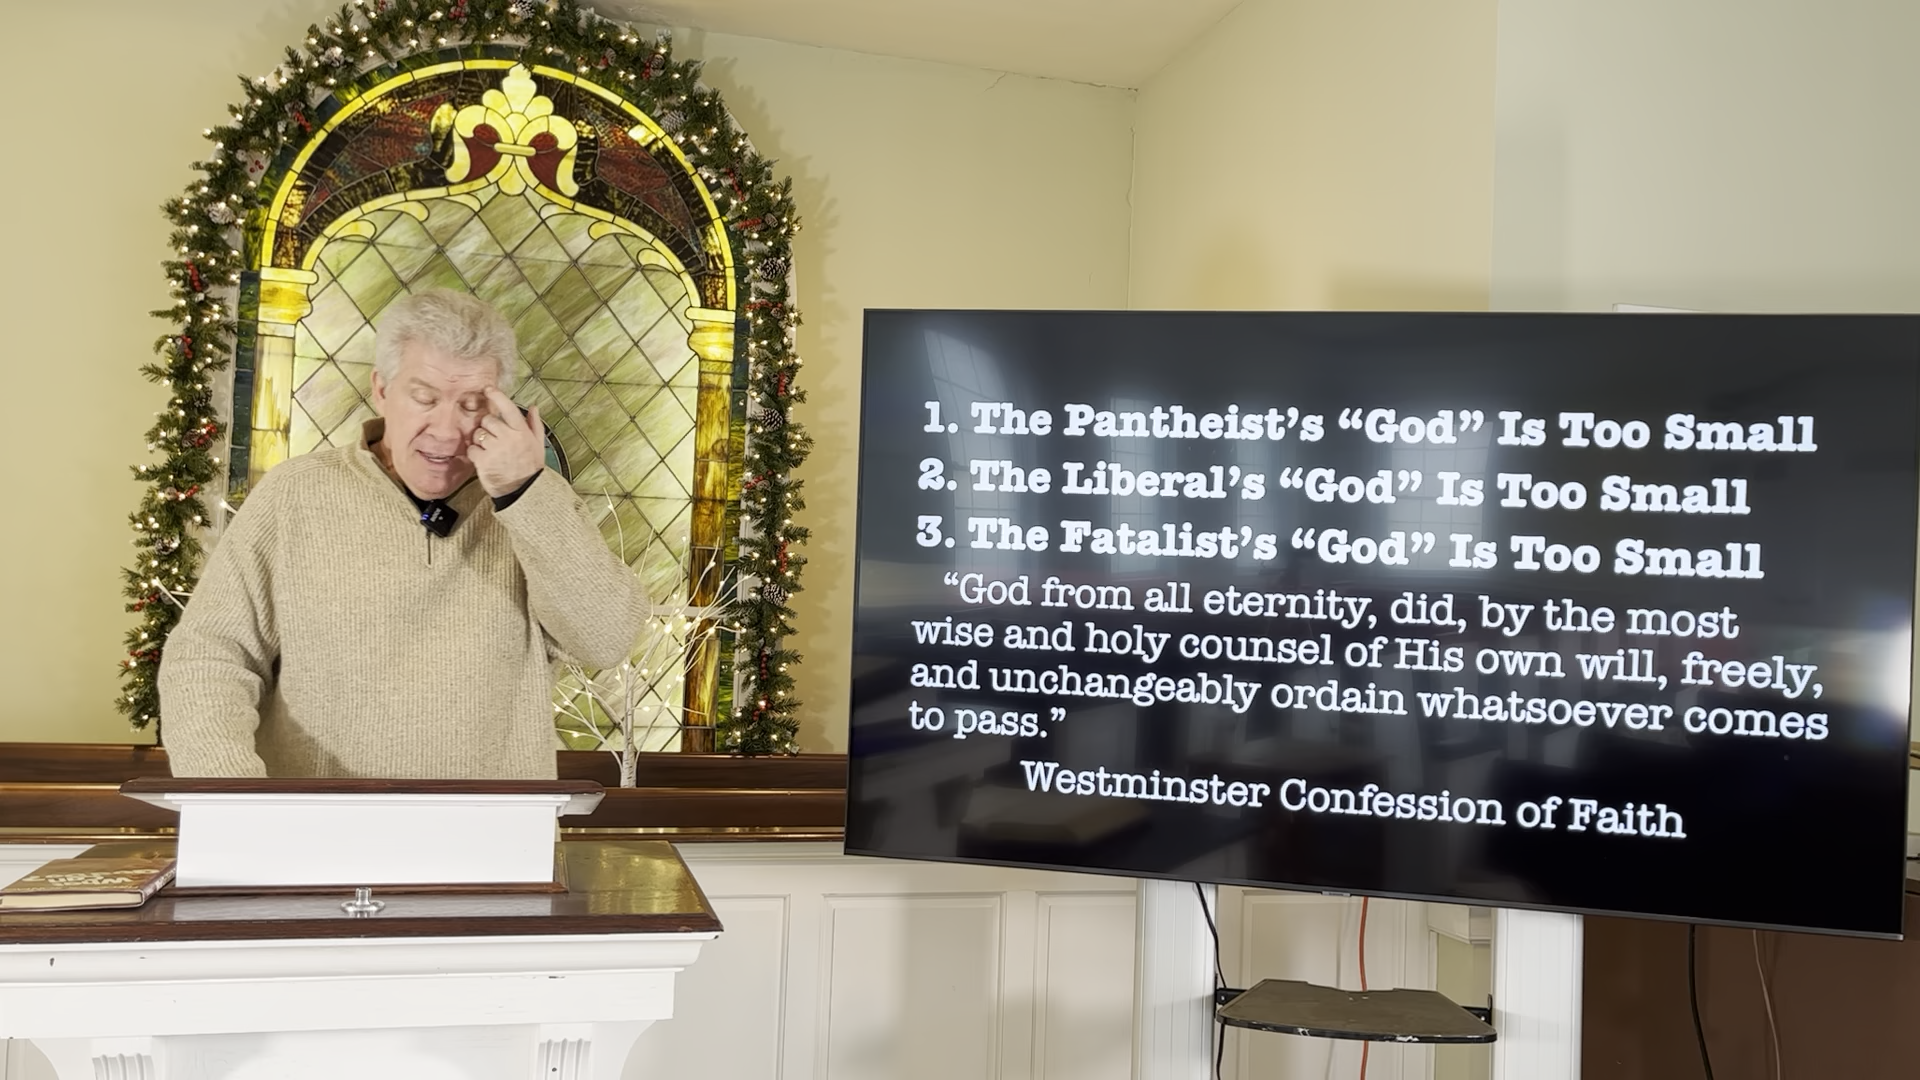 1. The Pantheist’s “God” Is Too Small
2. The Liberal’s “God” Is Too Small
3. The Fatalist’s “God” Is Too Small
“God from all eternity, did, by the most
wise and holy counsel of His own will, freely,
and unchangeably ordain whatsoever comes
to pass.”
Westminster Confession of Faith